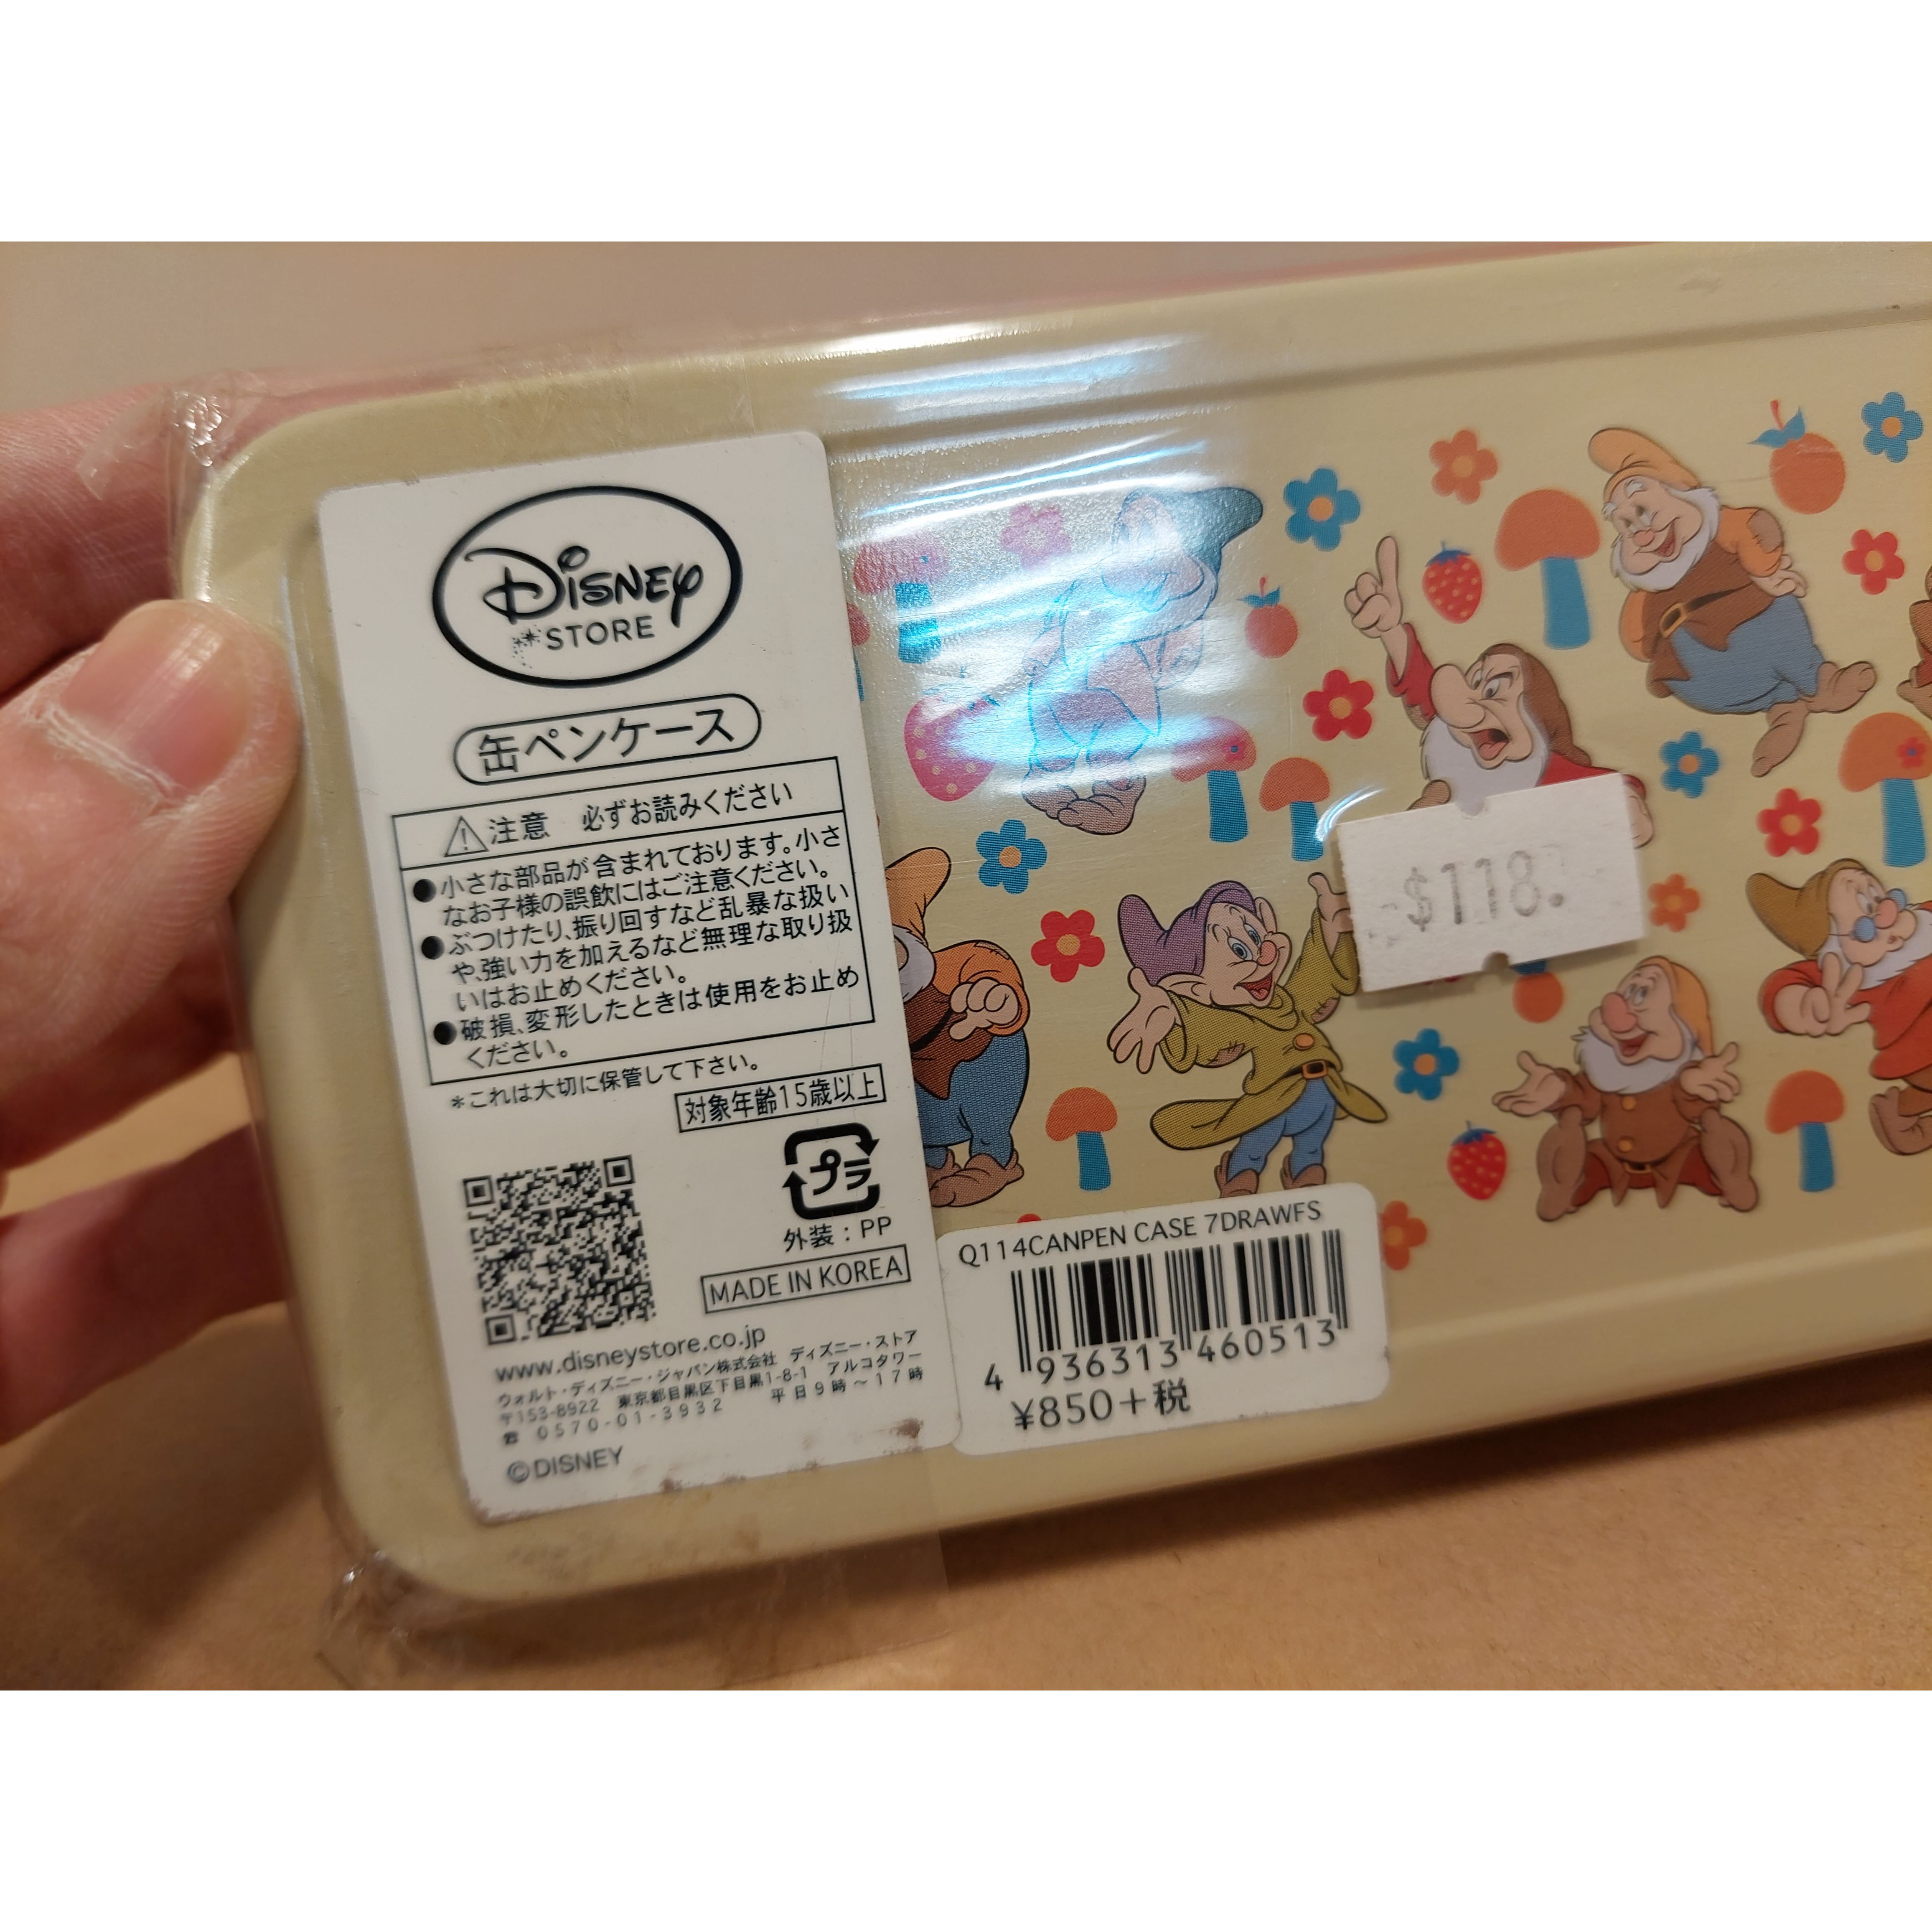 DISNEY
STORE
缶ペンケース
注意 必ずお読みください
●小さな部品が含まれております。小さ
なお子様の誤飲にはご注意ください。
●ぶつけたり、振り回すなど乱暴な扱い
や、強い力を加えるなど無理な取り扱
いはお止めください。
●破損、変形したときは使用をお止め
ください。
*これは大切に保管して下さい。
対象年齢15歳以上
プラ
外装：PP
MADE IN KOREA
www.disneystore.co.jp
ウォルト・ディズニー・ジャパン株式会社 ディズニー・ストア
〒153-8922 東京都目黒区下目黒1-8-1 アルコタワー
☎ 0570-01-3932 平日9時～17時
©DISNEY
$118.
Q114CANPEN CASE 7DRAWFS
4 936313 460513
¥850+税